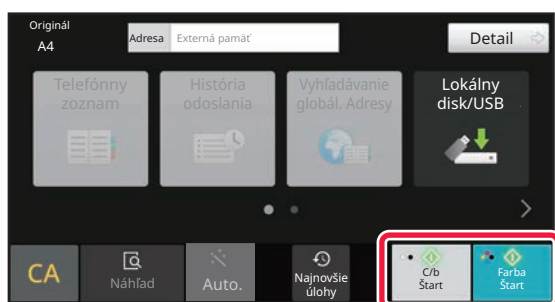 Originál
A4
Adresa
Externá pamäť
Detail
Telefónny
zoznam
História
odoslania
Vyhľadávanie
globál. Adresy
Lokálny
disk/USB
CA
Náhľad
Auto.
Najnovšie
úlohy
C/b
Štart
Farba
Štart